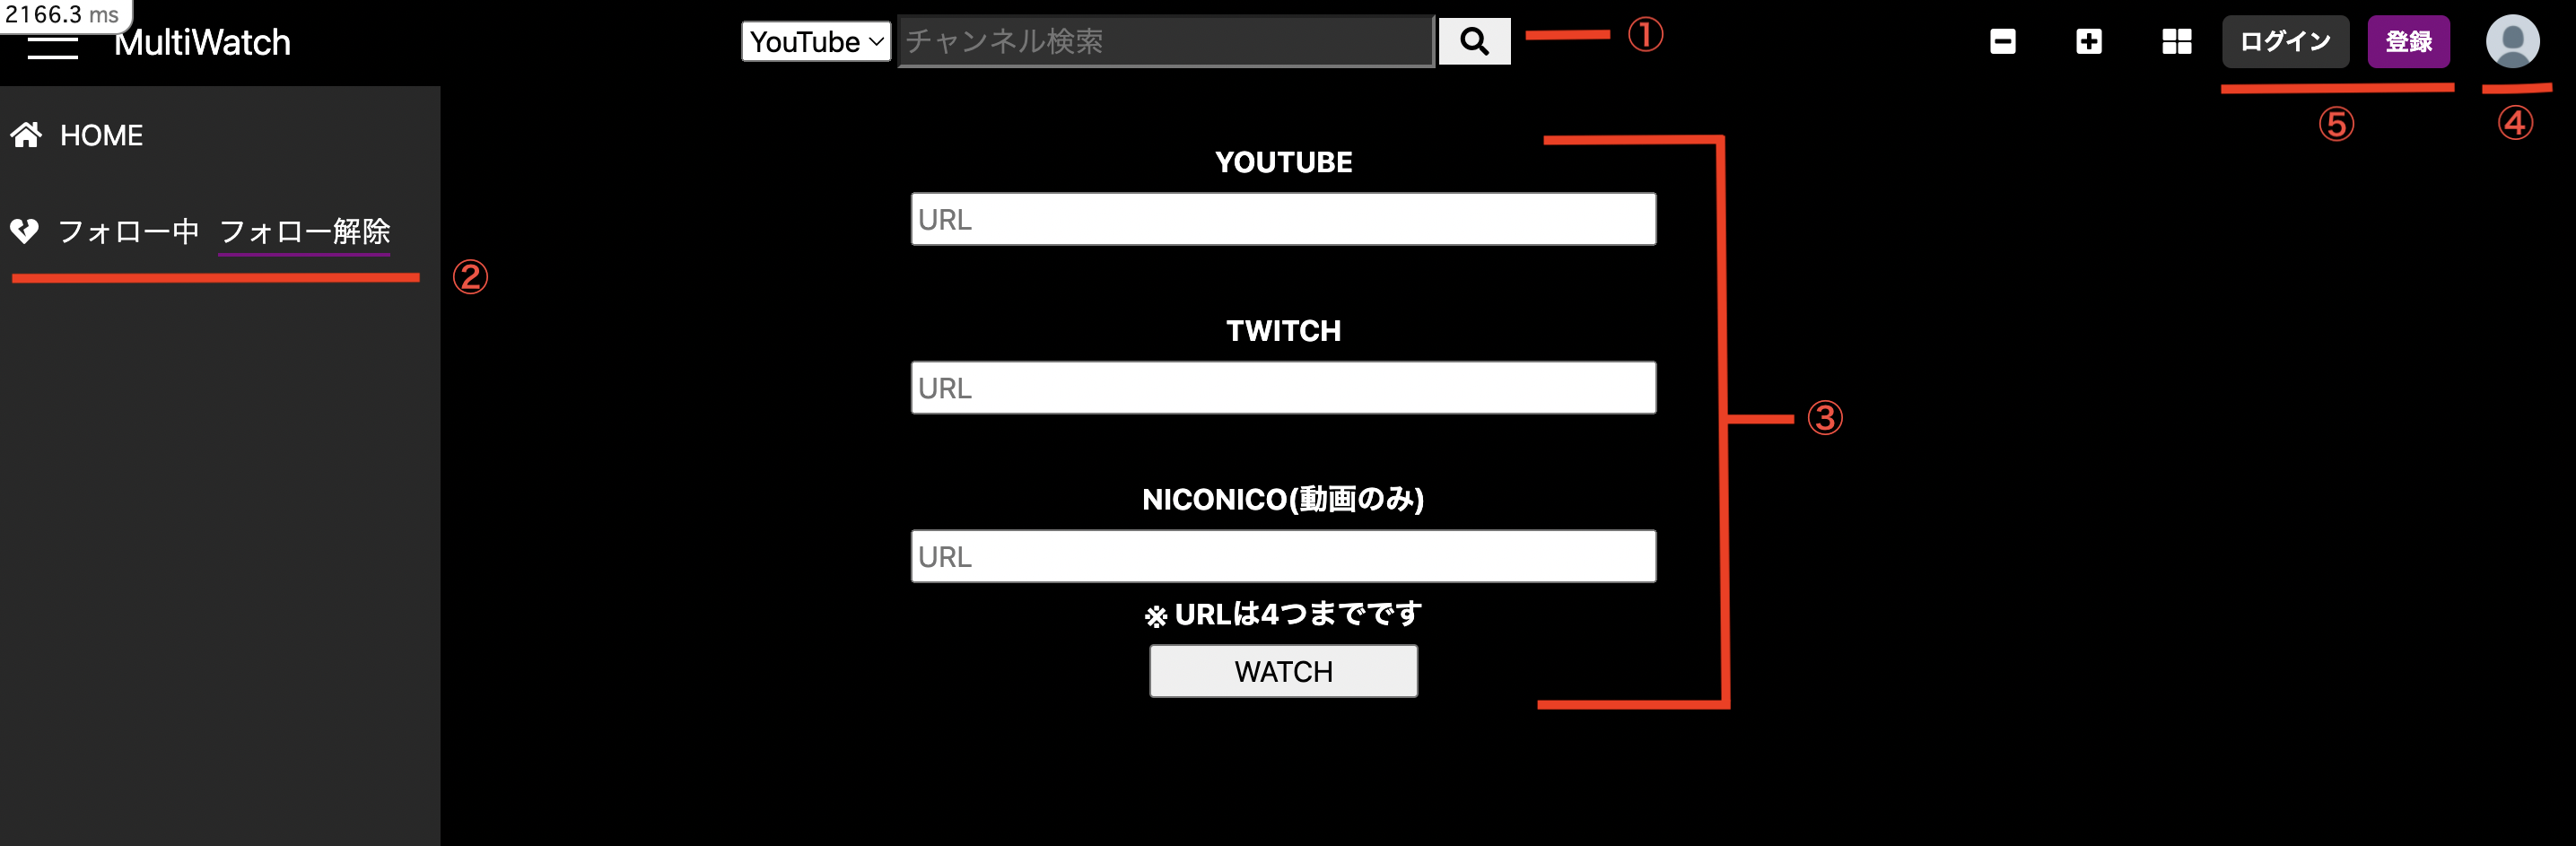 2166.3 ms
MultiWatch
YouTube
チャンネル検索
①
ログイン
登録
⑤
④
HOME
フォロー中 フォロー解除
②
YOUTUBE
URL
TWITCH
URL
③
NICONICO(動画のみ)
URL
※ URLは4つまでです
WATCH